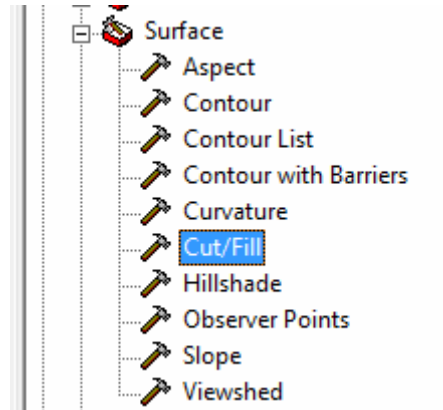 Surface
Aspect
Contour
Contour List
Contour with Barriers
Curvature
Cut/Fill
Hillshade
Observer Points
Slope
Viewshed